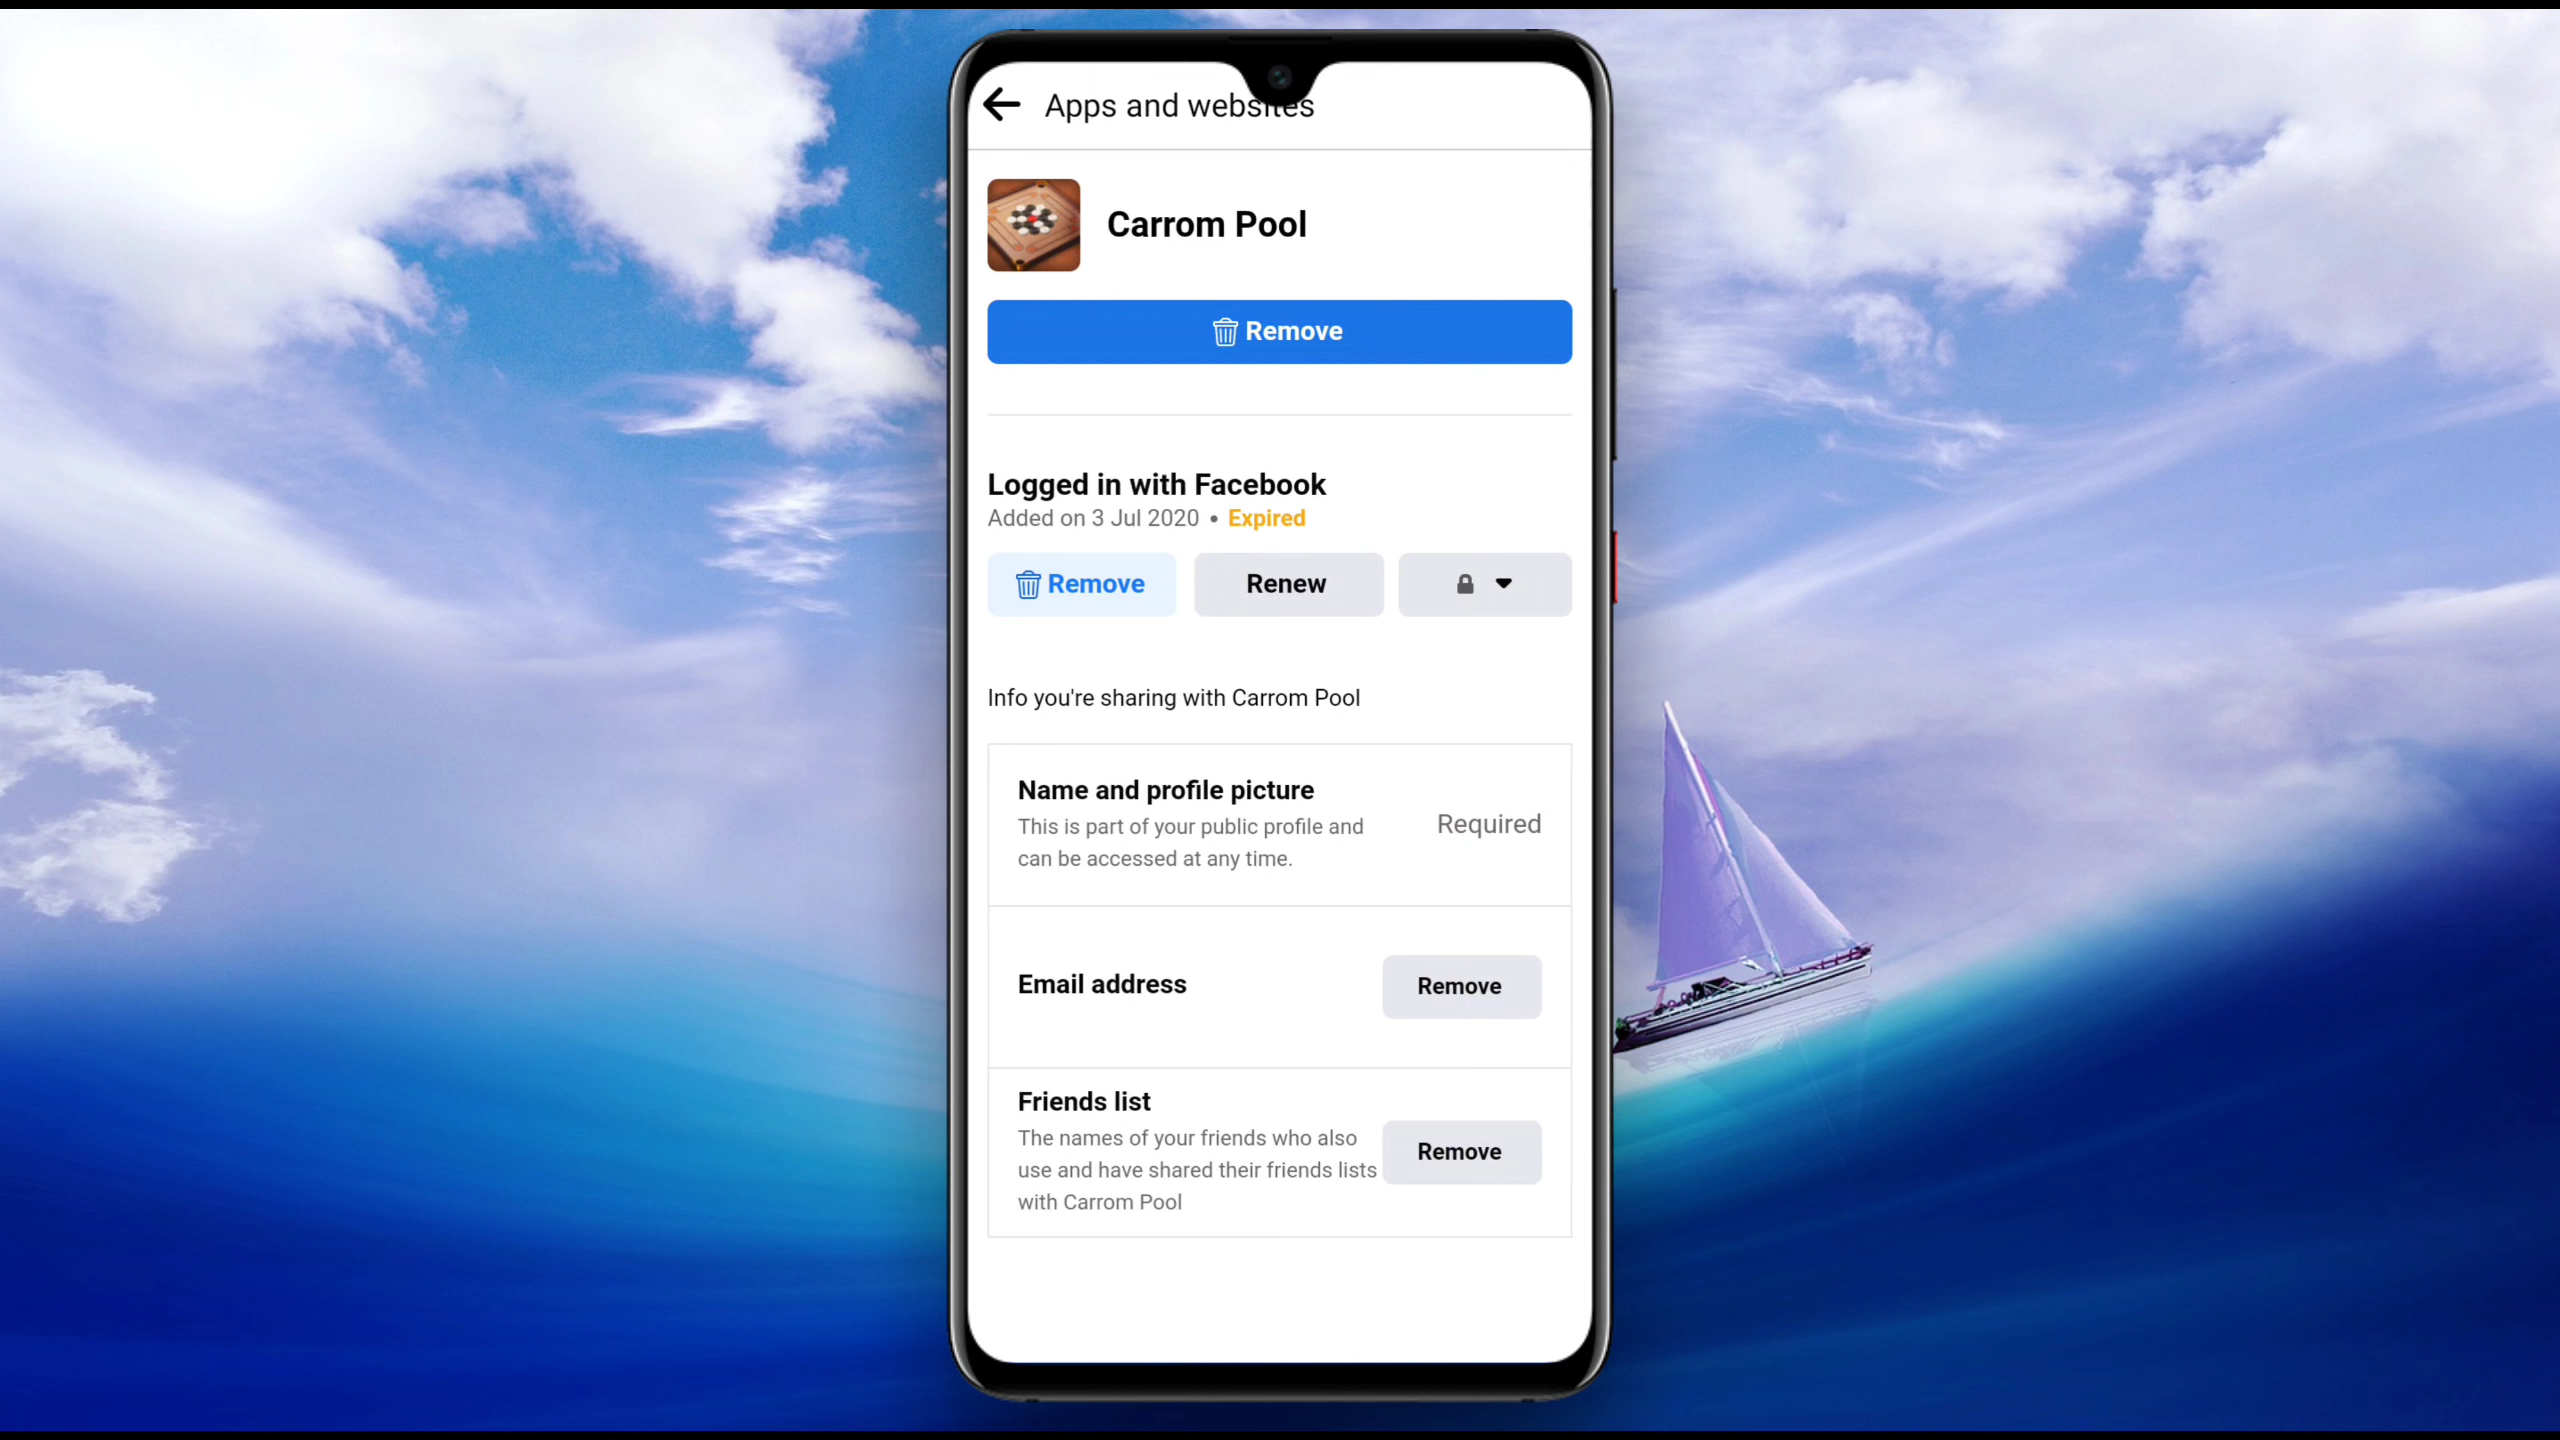 Apps and websites
Carrom Pool
Remove
Logged in with Facebook
Added on 3 Jul 2020 • Expired
Remove
Renew
Info you're sharing with Carrom Pool
Name and profile picture
This is part of your public profile and
can be accessed at any time.
Required
Email address
Remove
Friends list
The names of your friends who also
use and have shared their friends lists
with Carrom Pool
Remove